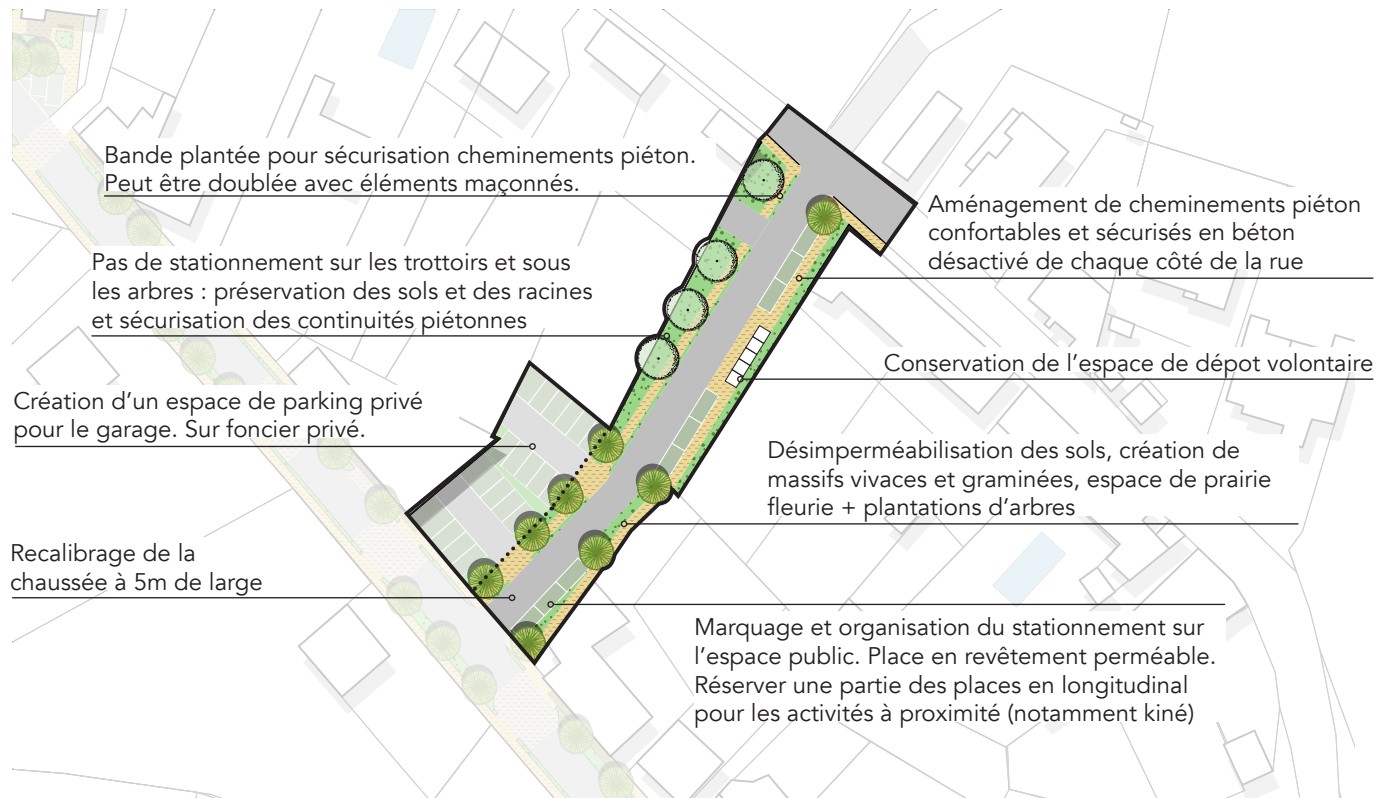 Bande plantée pour sécurisation cheminements piéton.
Peut être doublée avec éléments maçonnés.
Aménagement de cheminements piéton
confortables et sécurisés en béton
désactivé de chaque côté de la rue
Pas de stationnement sur les trottoirs et sous
les arbres : préservation des sols et des racines
et sécurisation des continuités piétonnes
Conservation de l’espace de dépot volontaire
Création d’un espace de parking privé
pour le garage. Sur foncier privé.
Désimperméabilisation des sols, création de
massifs vivaces et graminées, espace de prairie
fleurie + plantations d’arbres
Recalibrage de la
chaussée à 5m de large
Marquage et organisation du stationnement sur
l’espace public. Place en revêtement perméable.
Réserver une partie des places en longitudinal
pour les activités à proximité (notamment kiné)